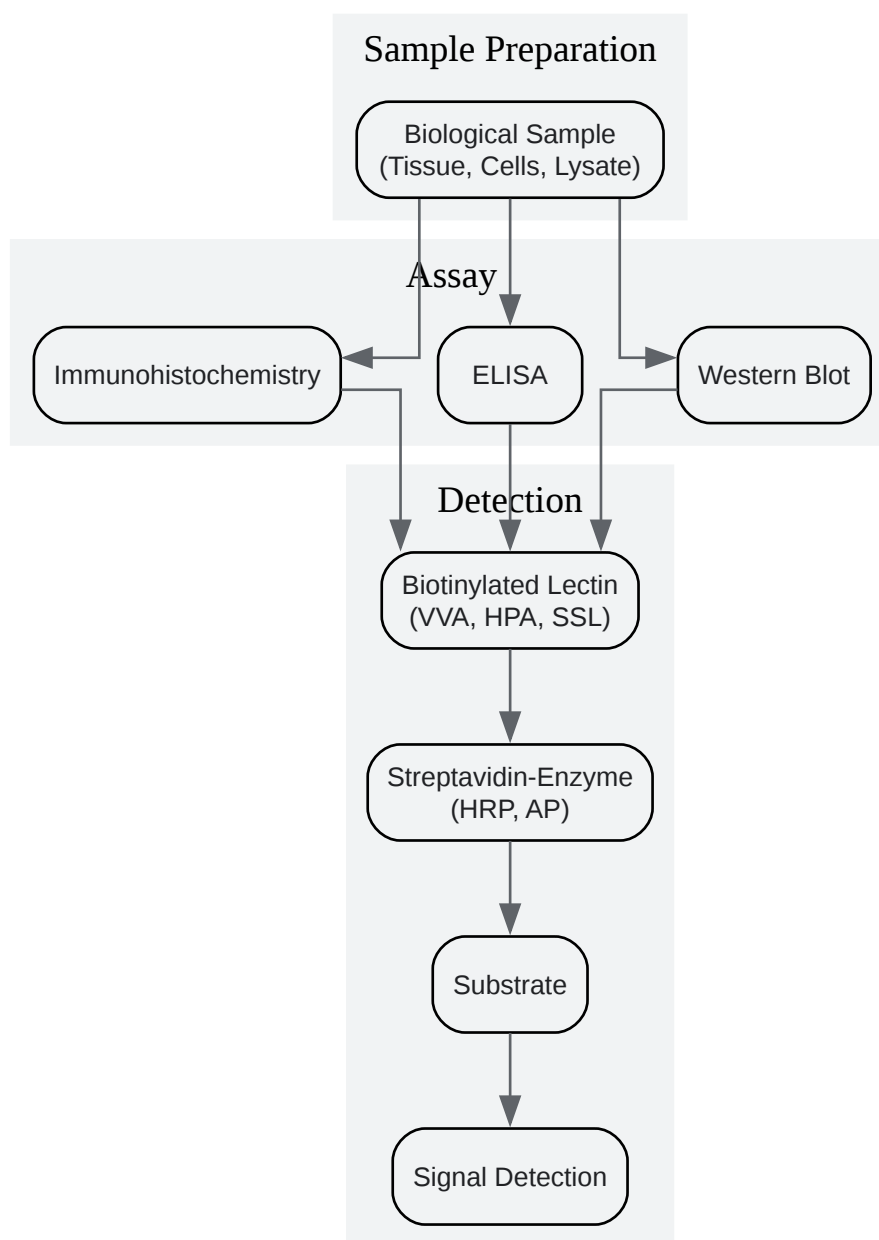 Sample Preparation
Biological Sample
(Tissue, Cells, Lysate)
Assay
Immunohistochemistry
ELISA
Western Blot
Detection
Biotinylated Lectin
(VVA, HPA, SSL)
Streptavidin-Enzyme
(HRP, AP)
Substrate
Signal Detection